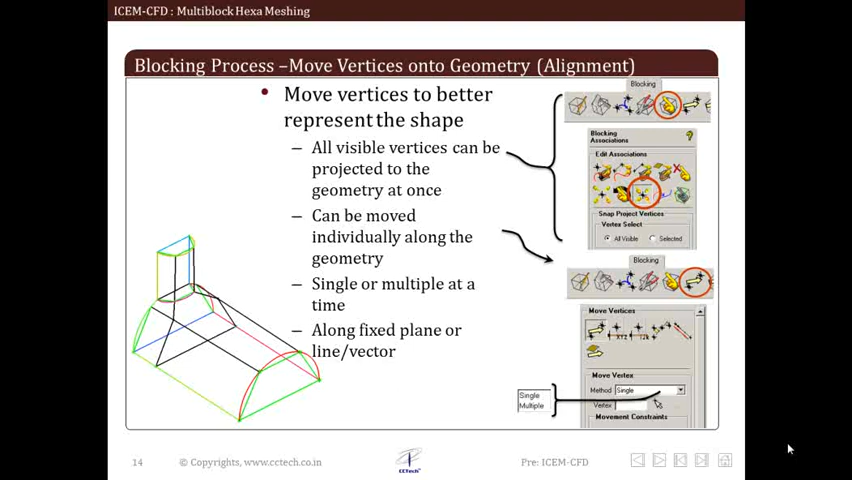 ICEM-CFD : Multiblock Hexa Meshing
Blocking Process –Move Vertices onto Geometry (Alignment)
• Move vertices to better
represent the shape
– All visible vertices can be
projected to the
geometry at once
– Can be moved
individually along the
geometry
– Single or multiple at a
time
– Along fixed plane or
line/vector
Blocking
Blocking
Associations
Edit Associations
Snap Project Vertices
Vertex Select
All Visible
Selected
Blocking
Move Vertices
Move Vertex
Method
Single
Vertex
Movement Constraints
Single
Multiple
14
© Copyrights, www.cctech.co.in
CCTech
Pre: ICEM-CFD